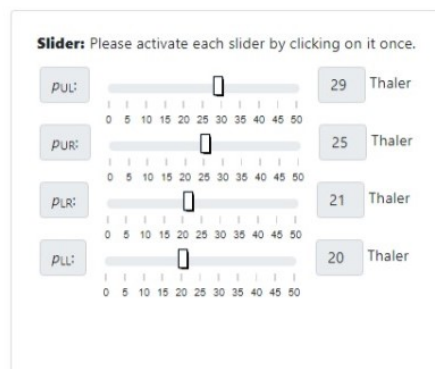 Slider: Please activate each slider by clicking on it once.
pUL: 29 Thaler
0 5 10 15 20 25 30 35 40 45 50
pUR: 25 Thaler
0 5 10 15 20 25 30 35 40 45 50
pLR: 21 Thaler
0 5 10 15 20 25 30 35 40 45 50
pLL: 20 Thaler
0 5 10 15 20 25 30 35 40 45 50